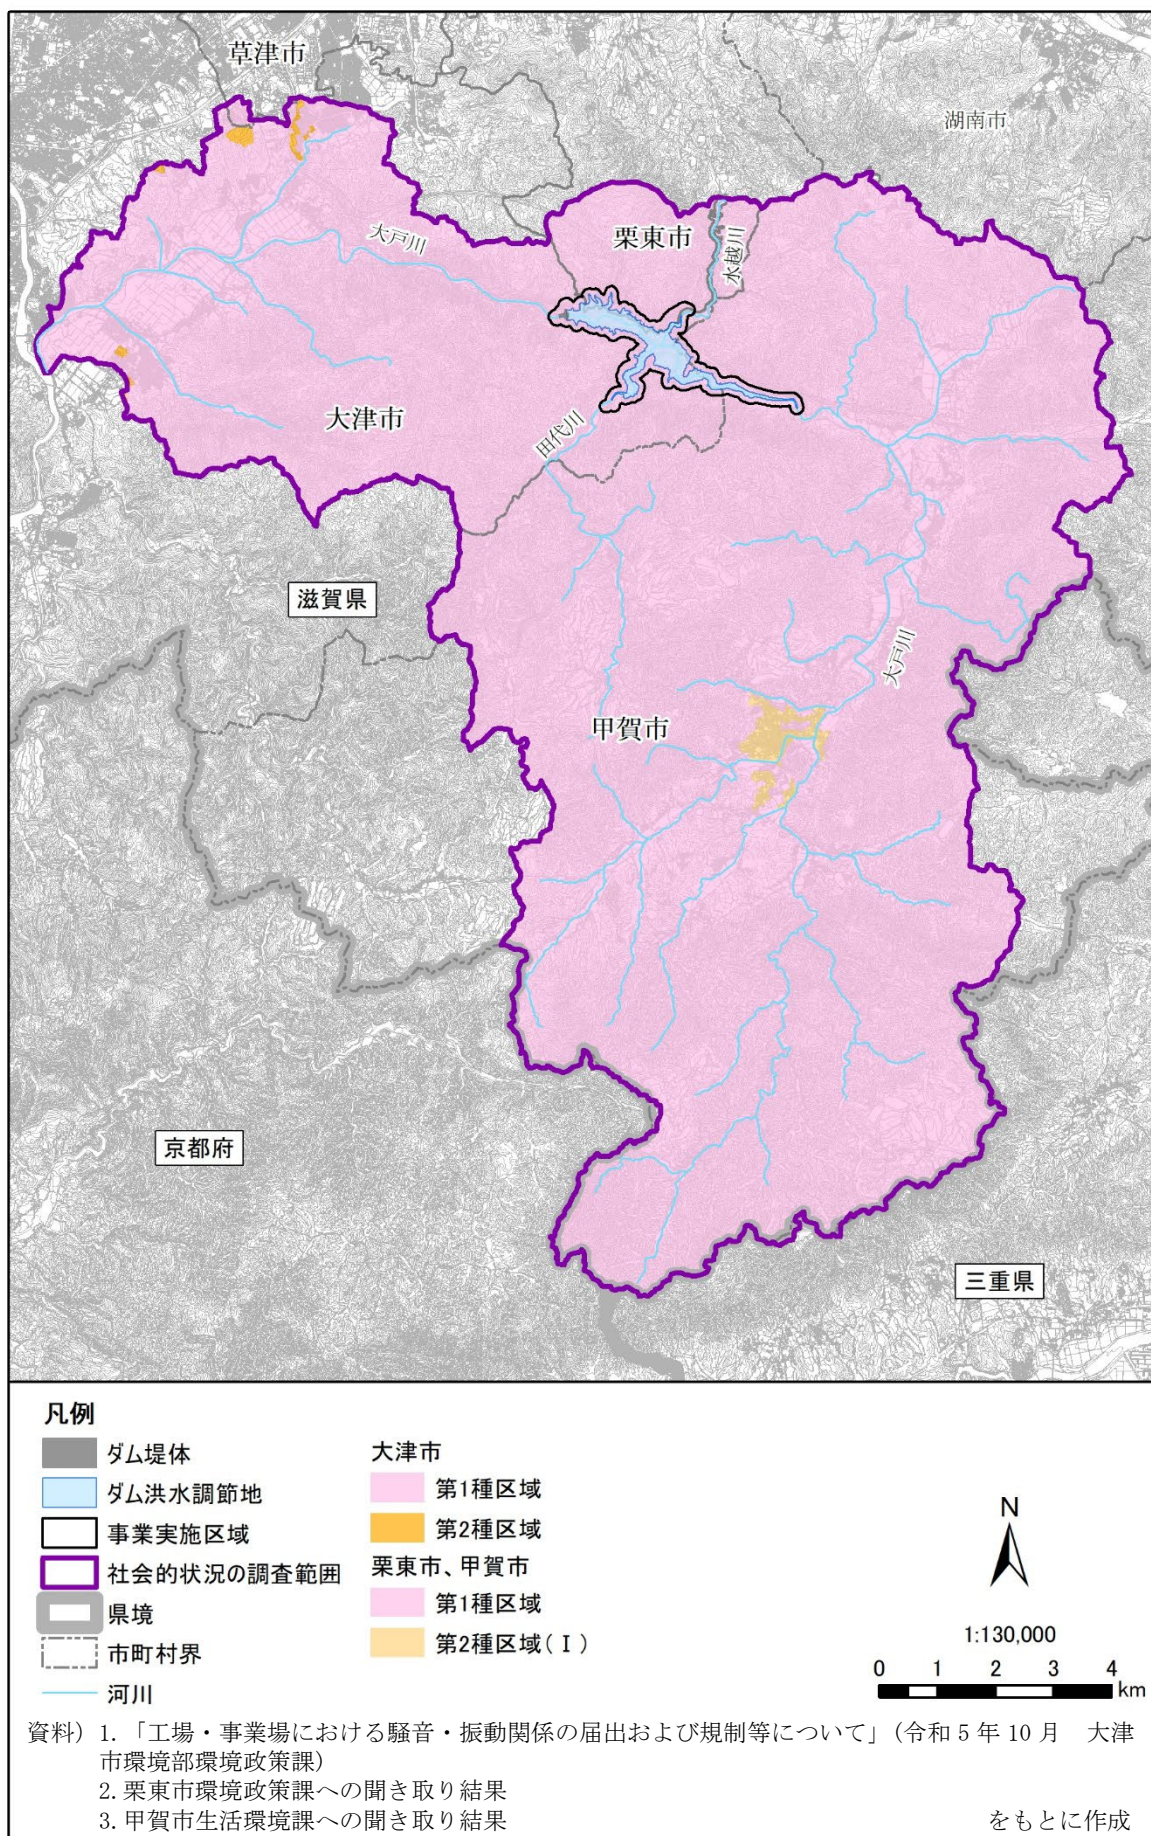 草津市
湖南市
栗東市
大戸川
水越川
大津市
田代川
滋賀県
大戸川
甲賀市
京都府
三重県
凡例
ダム堤体
ダム洪水調節地
事業実施区域
社会的状況の調査範囲
県境
市町村界
河川
大津市
第1種区域
第2種区域
栗東市、甲賀市
第1種区域
第2種区域(Ⅰ)
N
1:130,000
0 1 2 3 4
km
資料) 1.「工場・事業場における騒音・振動関係の届出および規制等について」(令和 5 年 10 月　大津
市環境部環境政策課)
2. 栗東市環境政策課への聞き取り結果
3. 甲賀市生活環境課への聞き取り結果　をもとに作成